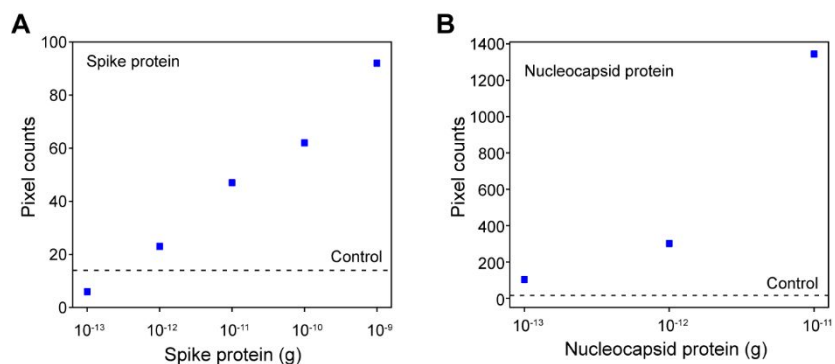 A
Spike protein
Pixel counts
100
80
60
40
20
0
Control
10⁻¹³ 10⁻¹² 10⁻¹¹ 10⁻¹⁰ 10⁻⁹
Spike protein (g)
B
Nucleocapsid protein
Pixel counts
1400
1200
1000
800
600
400
200
0
Control
10⁻¹³ 10⁻¹² 10⁻¹¹
Nucleocapsid protein (g)